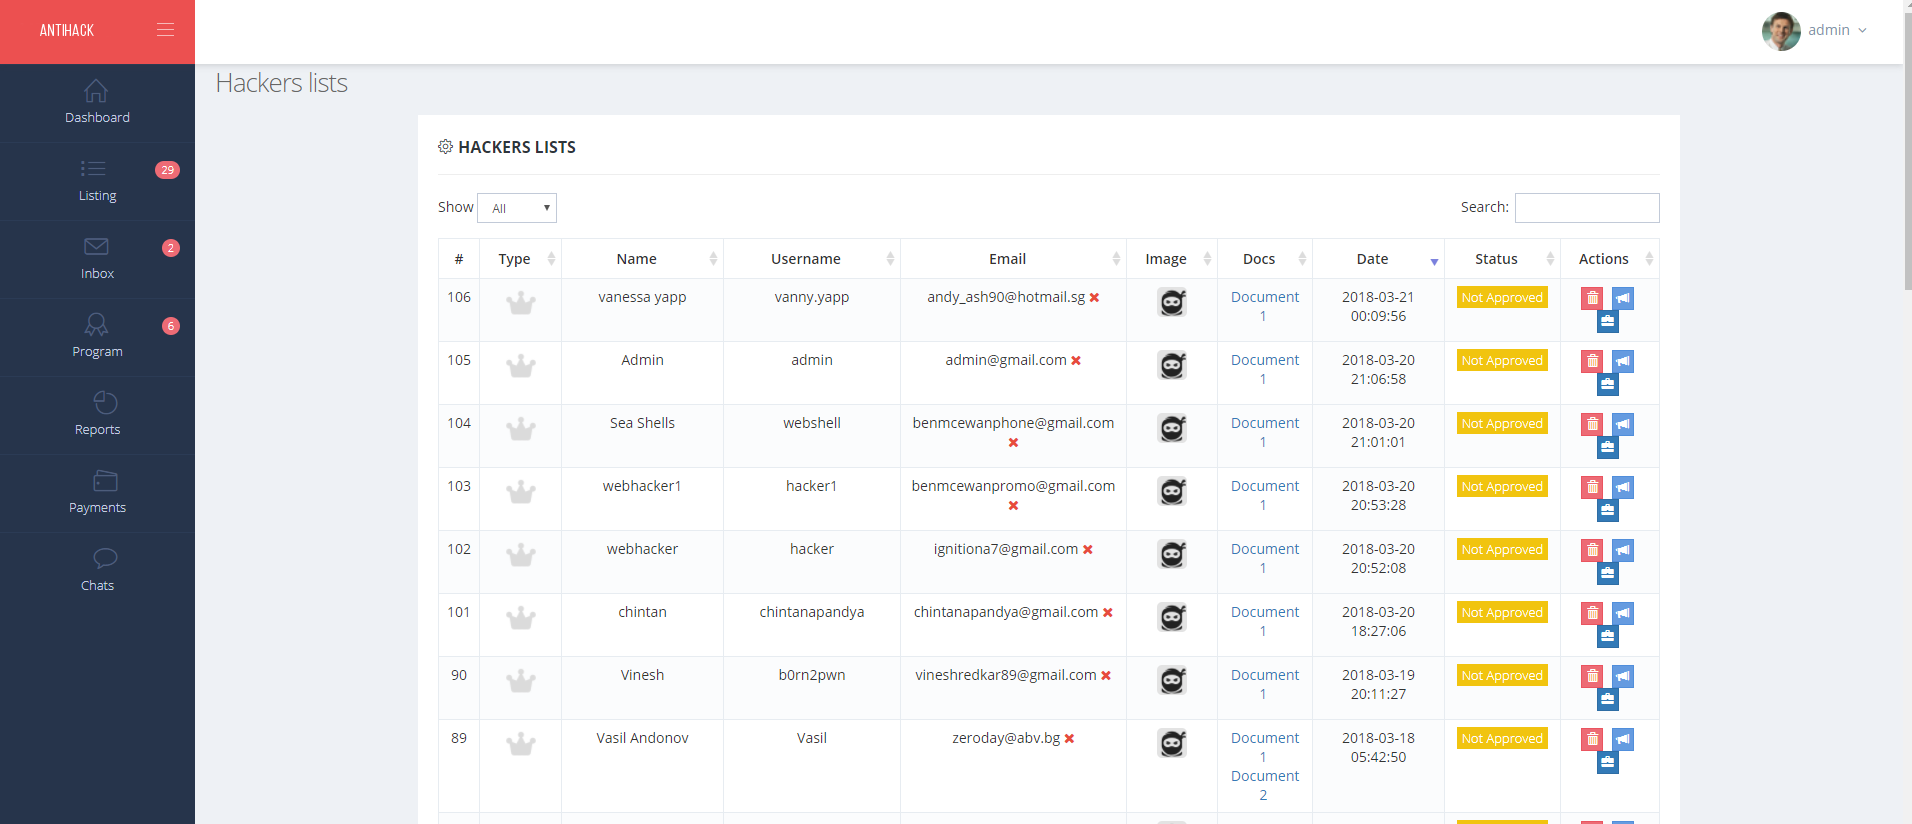 ANTIHACK
admin
Dashboard
29
Listing
2
Inbox
6
Program
Reports
Payments
Chats
Hackers lists
HACKERS LISTS
Show All Search:
# Type Name Username Email Image Docs Date Status Actions
106 vanessa yapp vanny.yapp andy_ash90@hotmail.sg Document 2018-03-21 Not Approved
1 00:09:56
105 Admin admin admin@gmail.com Document 2018-03-20 Not Approved
1 21:06:58
104 Sea Shells webshell benmcewanphone@gmail.com Document 2018-03-20 Not Approved
1 21:01:01
103 webhacker1 hacker1 benmcewanpromo@gmail.com Document 2018-03-20 Not Approved
1 20:53:28
102 webhacker hacker ignitiona7@gmail.com Document 2018-03-20 Not Approved
1 20:52:08
101 chintan chintanapandya chintanapandya@gmail.com Document 2018-03-20 Not Approved
1 18:27:06
90 Vinesh b0rn2pwn vineshredkar89@gmail.com Document 2018-03-19 Not Approved
1 20:11:27
89 Vasil Andonov Vasil zeroday@abv.bg Document 2018-03-18 Not Approved
1 05:42:50
Document
2